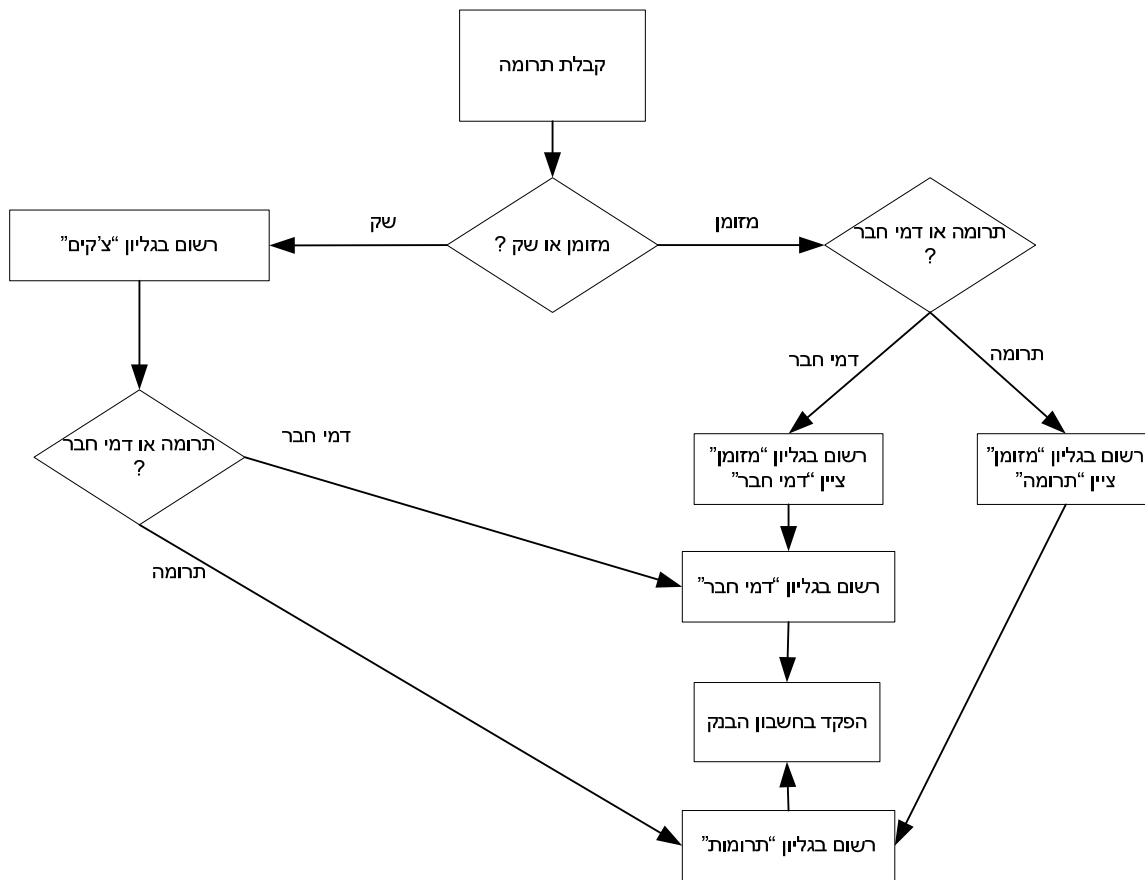 קבלת תרומה
מזומן או שק ?
שק
מזומן
רשום בגליון “צ'קים”
תרומה או דמי חבר
?
דמי חבר
תרומה
תרומה או דמי חבר
?
דמי חבר
תרומה
רשום בגליון “מזומן”
ציין “דמי חבר”
רשום בגליון “מזומן”
ציין “תרומה”
רשום בגליון “דמי חבר”
הפקד בחשבון הבנק
רשום בגליון “תרומות”